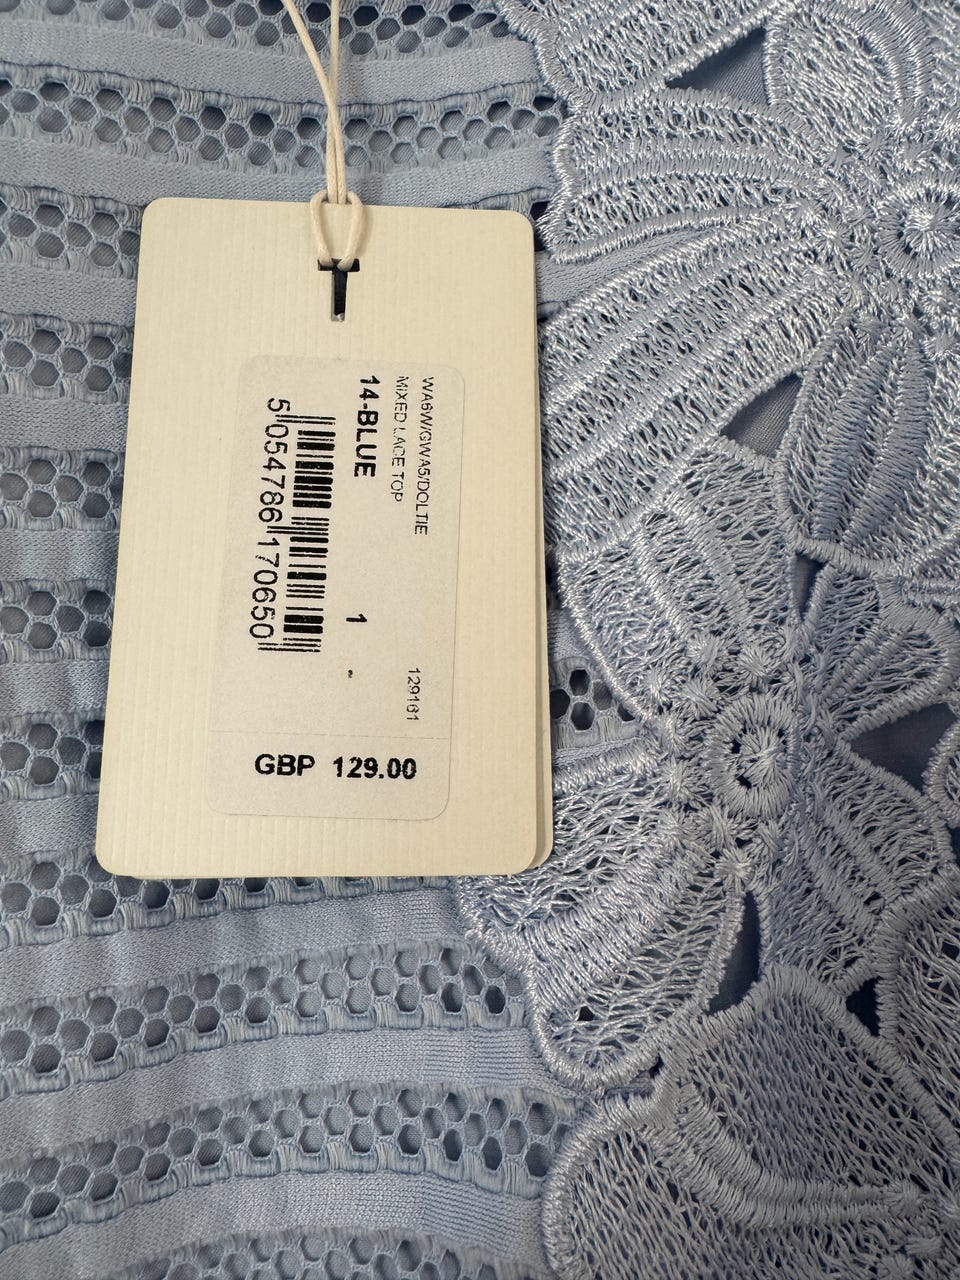 WA6W/GWA5/DOLTIE
MIXED LACE TOP
129161
14-BLUE
1
5 054786 170650
GBP 129.00